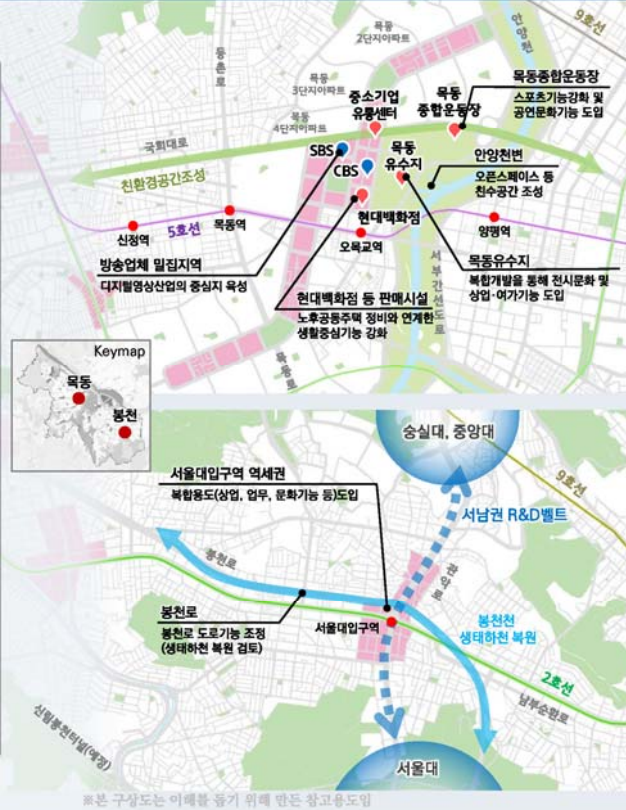 목동
2단지아파트
안양천
9호선
등촌로
목동
3단지아파트
목동
4단지아파트
중소기업
유통센터
목동
종합운동장
목동종합운동장
스포츠기능강화 및
공연문화기능 도입
국회대로
SBS
CBS
목동
유수지
안양천변
오픈스페이스 등
친수공간 조성
친환경공간조성
현대백화점
신정역
5호선
목동역
오목교역
양평역
방송업체 밀집지역
디지털영상산업의 중심지 육성
목동유수지
복합개발을 통해 전시문화 및
상업·여가기능 도입
현대백화점 등 판매시설
노후공동주택 정비와 연계한
생활중심기능 강화
서부간선도로
목동로
Keymap
목동
봉천
숭실대, 중앙대
서울대입구역 역세권
복합용도(상업, 업무, 문화기능 등)도입
9호선
서남권 R&D벨트
봉천로
관악로
봉천로
봉천로 도로기능 조정
(생태하천 복원 검토)
서울대입구역
봉천천
생태하천 복원
2호선
남부순환로
신림봉천터널(예정)
서울대
※본 구상도는 이해를 돕기 위해 만든 참고용도임